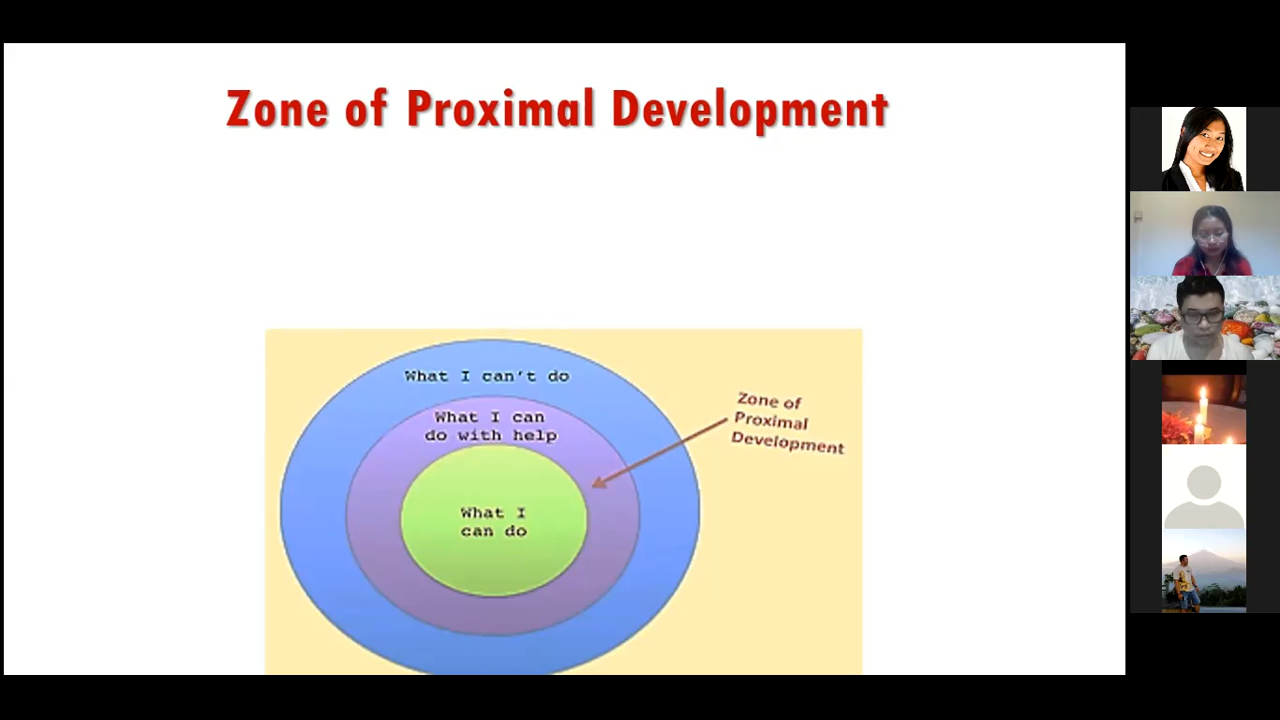 Zone of Proximal Development
What I can't do
What I can
do with help
What I
can do
Zone of
Proximal
Development